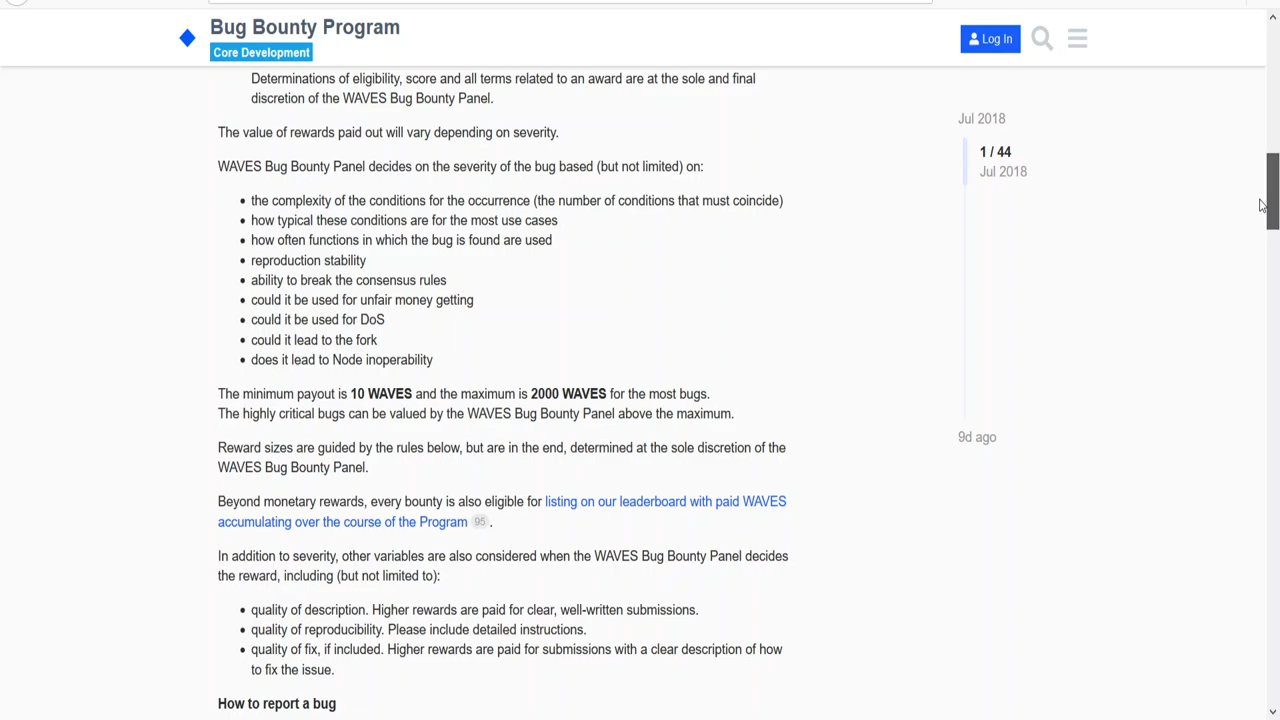 Bug Bounty Program
Core Development
Log In
Determinations of eligibility, score and all terms related to an award are at the sole and final
discretion of the WAVES Bug Bounty Panel.
The value of rewards paid out will vary depending on severity.
WAVES Bug Bounty Panel decides on the severity of the bug based (but not limited) on:
• the complexity of the conditions for the occurrence (the number of conditions that must coincide)
• how typical these conditions are for the most use cases
• how often functions in which the bug is found are used
• reproduction stability
• ability to break the consensus rules
• could it be used for unfair money getting
• could it be used for DoS
• could it lead to the fork
• does it lead to Node inoperability
The minimum payout is 10 WAVES and the maximum is 2000 WAVES for the most bugs.
The highly critical bugs can be valued by the WAVES Bug Bounty Panel above the maximum.
Reward sizes are guided by the rules below, but are in the end, determined at the sole discretion of the
WAVES Bug Bounty Panel.
Beyond monetary rewards, every bounty is also eligible for listing on our leaderboard with paid WAVES
accumulating over the course of the Program 95 .
In addition to severity, other variables are also considered when the WAVES Bug Bounty Panel decides
the reward, including (but not limited to):
• quality of description. Higher rewards are paid for clear, well-written submissions.
• quality of reproducibility. Please include detailed instructions.
• quality of fix, if included. Higher rewards are paid for submissions with a clear description of how
to fix the issue.
How to report a bug
Jul 2018
1 / 44
Jul 2018
9d ago